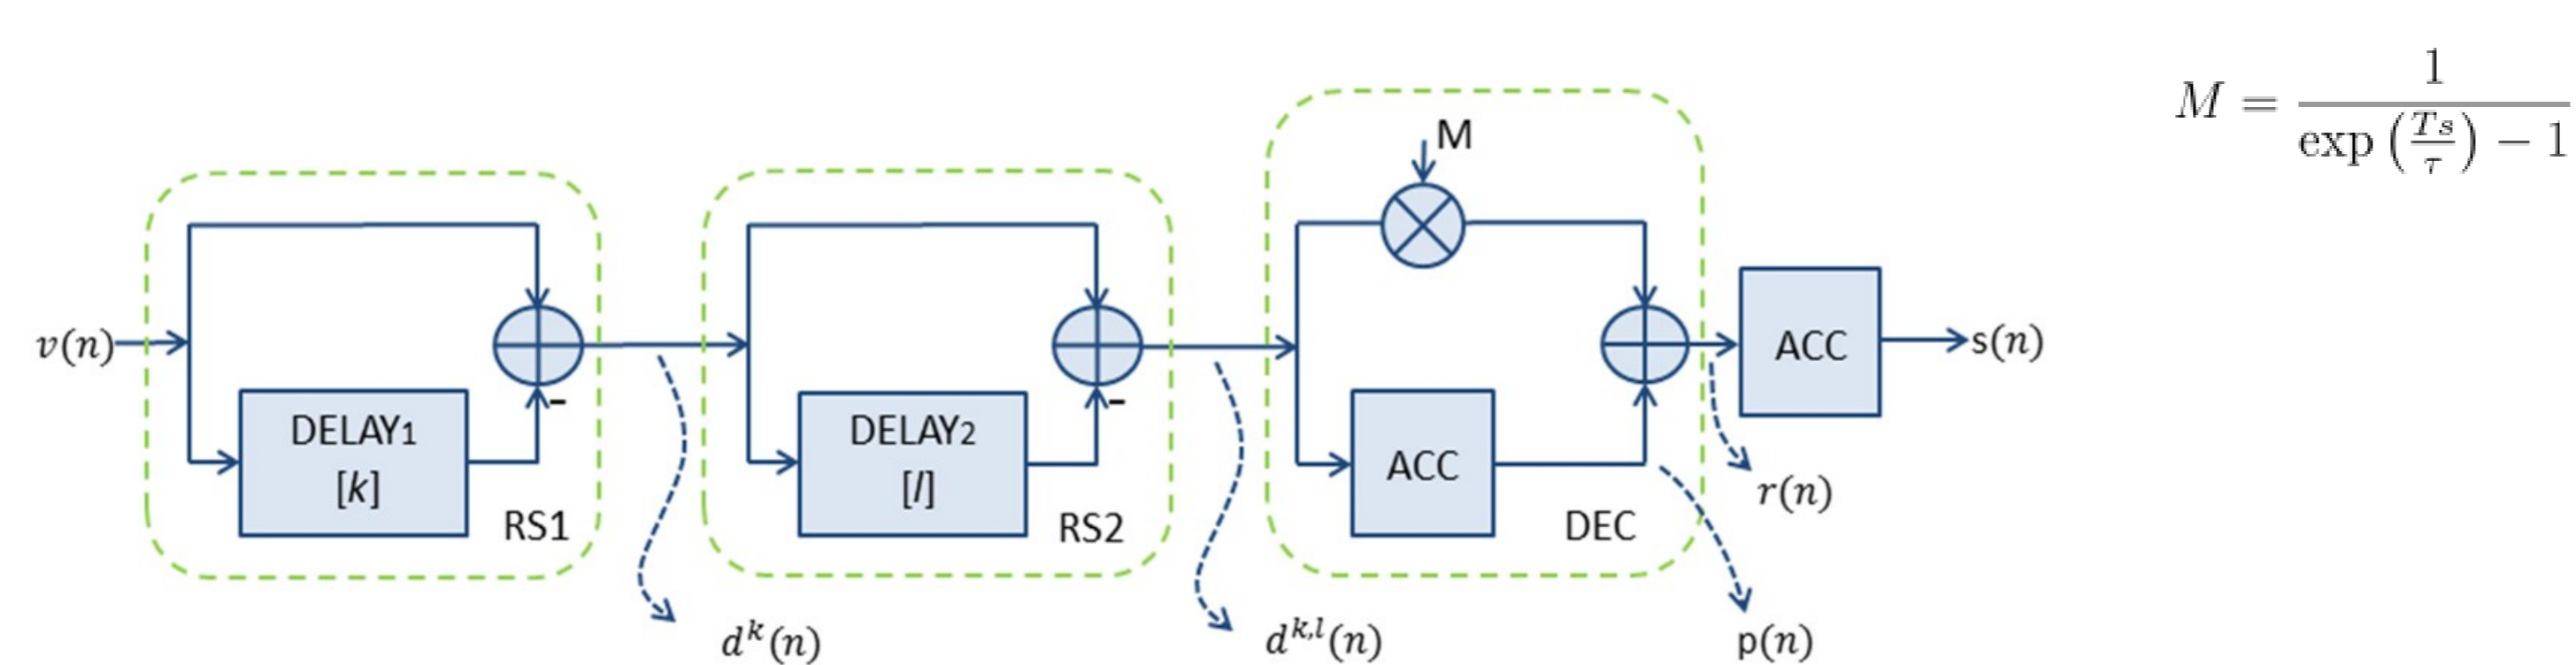 M = 1 / (exp (Ts / τ) − 1)
M
v(n)
DELAY1
[k]
-
RS1
d^k(n)
DELAY2
[l]
-
RS2
d^{k,l}(n)
ACC
DEC
ACC
s(n)
r(n)
p(n)